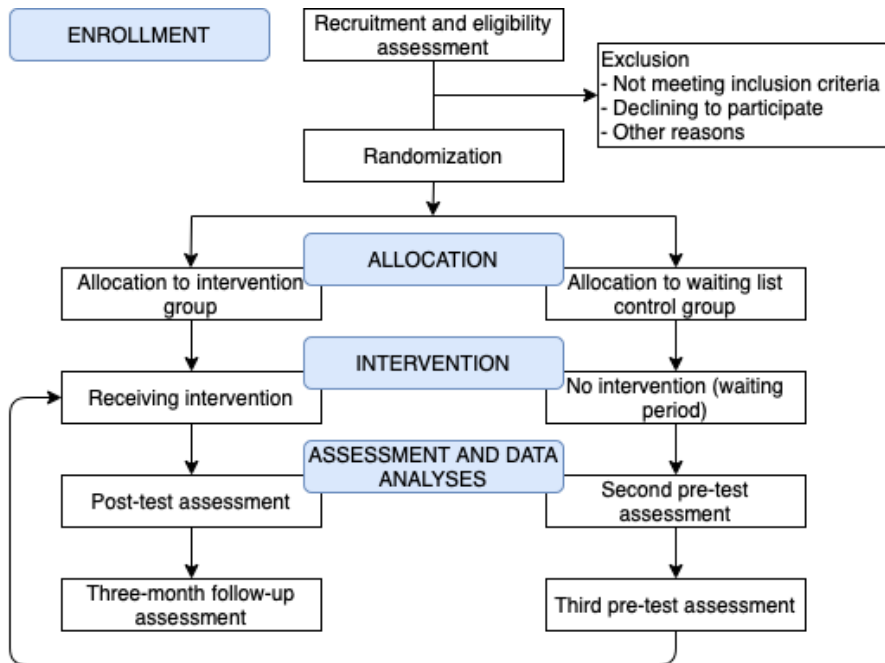 ENROLLMENT
Recruitment and eligibility
assessment
Exclusion
- Not meeting inclusion criteria
- Declining to participate
- Other reasons
Randomization
ALLOCATION
Allocation to intervention
group
Allocation to waiting list
control group
INTERVENTION
Receiving intervention
No intervention (waiting
period)
ASSESSMENT AND DATA
ANALYSES
Post-test assessment
Second pre-test
assessment
Three-month follow-up
assessment
Third pre-test assessment